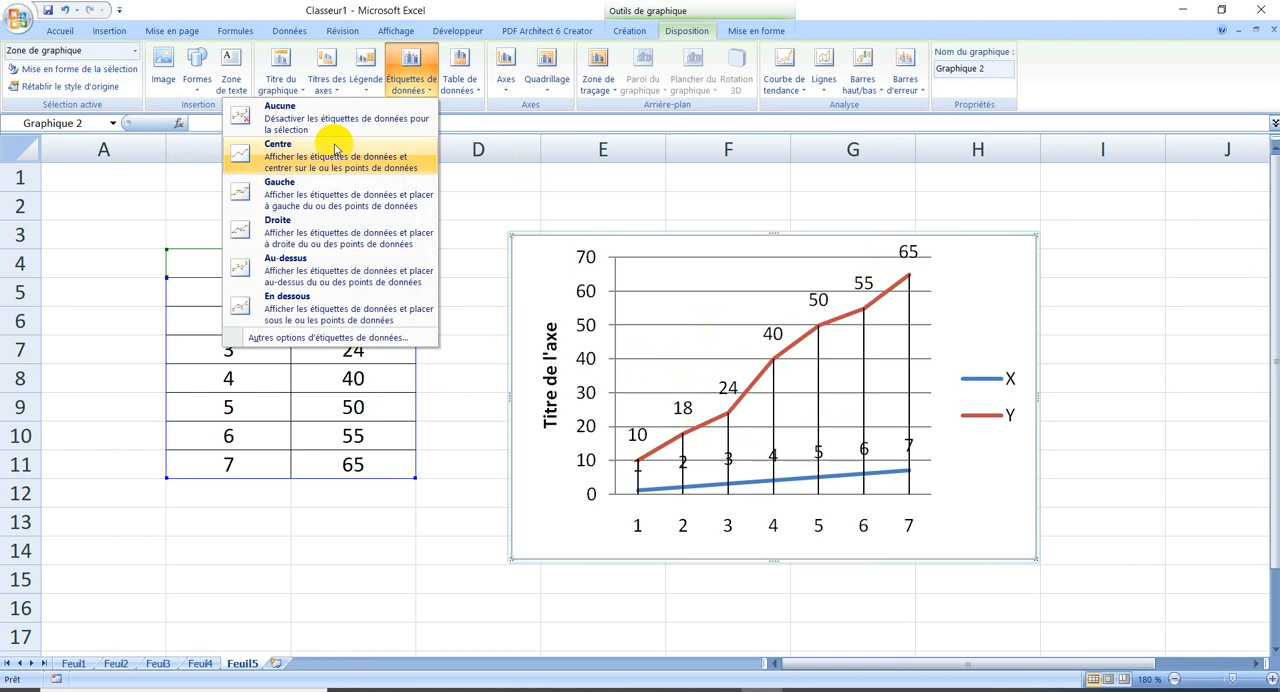 Classeur1 - Microsoft Excel
Outils de graphique
Accueil Insertion Mise en page Formules Données Révision Affichage Développeur PDF Architect 6 Creator Création Disposition Mise en forme
Zone de graphique
Mise en forme de la sélection
Rétablir le style d'origine
Sélection active
Image
Formes
Zone de texte
Insertion
Titre du graphique
Titres des axes
Légende
Étiquettes de données
Table de données
Axes
Quadrillage
Axes
Zone de traçage
Paroi du graphique
Plancher du graphique
Rotation 3D
Arrière-plan
Courbe de tendance
Lignes
Barres haut/bas
Barres d'erreur
Analyse
Nom du graphique :
Graphique 2
Propriétés
Graphique 2
fx
Aucune
Désactiver les étiquettes de données pour
la sélection
Centre
Afficher les étiquettes de données et
centrer sur le ou les points de données
Gauche
Afficher les étiquettes de données et placer
à gauche du ou des points de données
Droite
Afficher les étiquettes de données et placer
à droite du ou des points de données
Au-dessus
Afficher les étiquettes de données et placer
au-dessus du ou des points de données
En dessous
Afficher les étiquettes de données et placer
sous le ou les points de données
Autres options d'étiquettes de données...
A D E F G H I J
1
2
3
4
5
6
7 3 24
8 4 40
9 5 50
10 6 55
11 7 65
12
13
14
15
16
17
Titre de l'axe
70
60
50
40
30
20
10
0
10 18 24 40 50 55 65
1 2 3 4 5 6 7
1 2 3 4 5 6 7
X
Y
Feuil1 Feuil2 Feuil3 Feuil4 Feuil5
Prêt
180 %